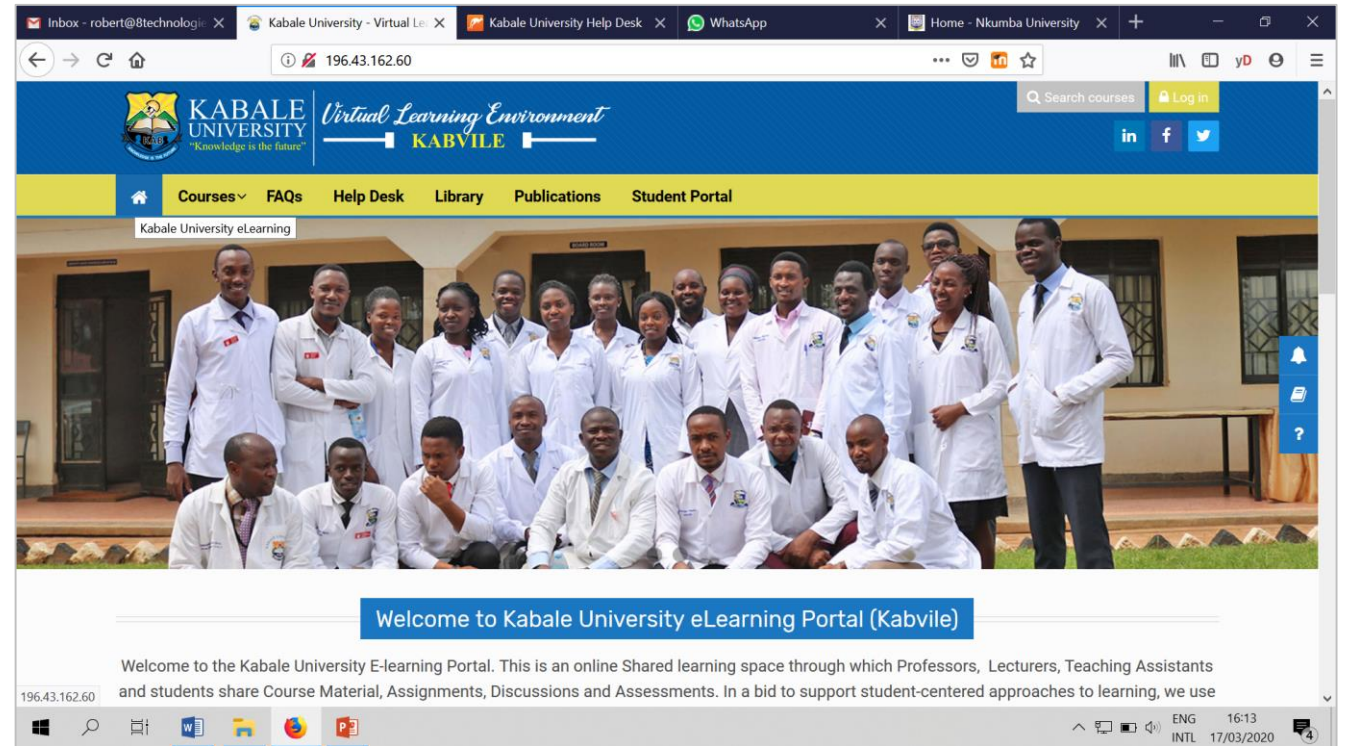 Inbox - robert@8technologie
Kabale University - Virtual Le
Kabale University Help Desk
WhatsApp
Home - Nkumba University
196.43.162.60
yD
KABALE
UNIVERSITY
"Knowledge is the future"
Virtual Learning Environment
KABVILE
Search courses
Log in
in
f
Courses
FAQs
Help Desk
Library
Publications
Student Portal
Kabale University eLearning
BOARD ROOM
?
Welcome to Kabale University eLearning Portal (Kabvile)
Welcome to the Kabale University E-learning Portal. This is an online Shared learning space through which Professors, Lecturers, Teaching Assistants
and students share Course Material, Assignments, Discussions and Assessments. In a bid to support student-centered approaches to learning, we use
196.43.162.60
ENG
INTL
16:13
17/03/2020
4